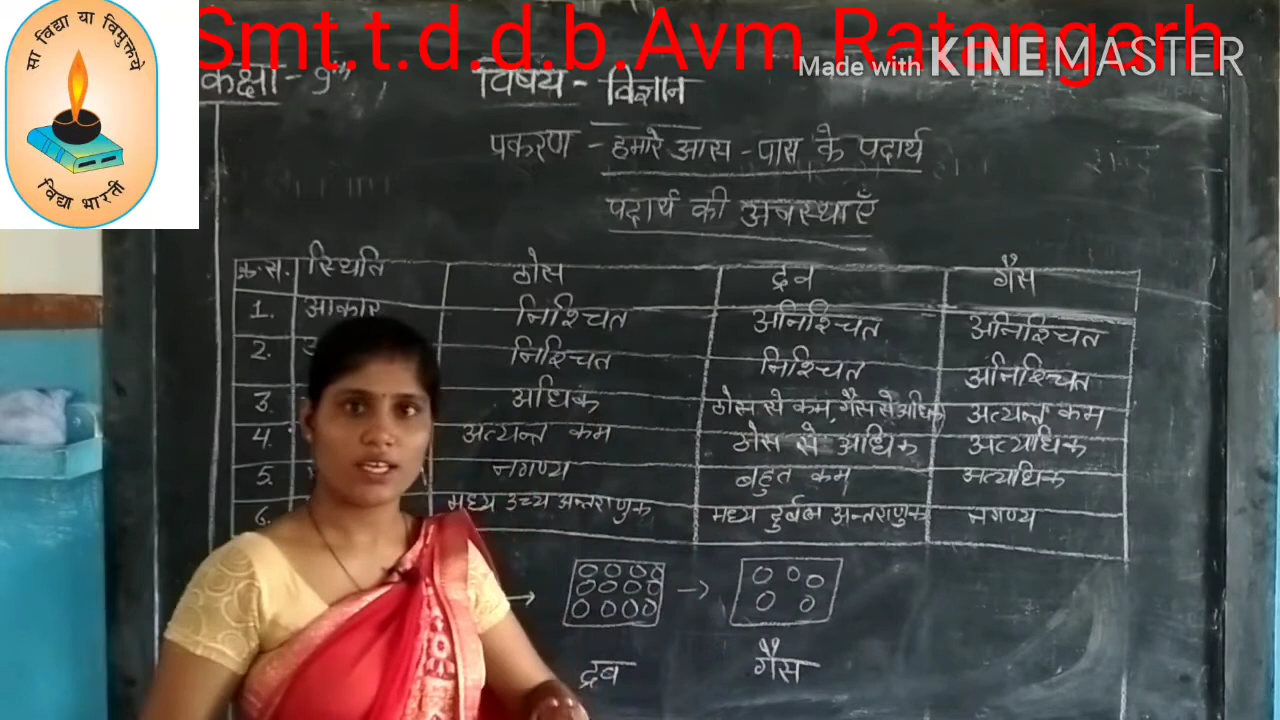 सा विद्या या विमुक्तये
विद्या भारती
Smt.t.d.d.b.Avm Ratangarh
Made with KINEMASTER
कक्षा - 9th, विषय - विज्ञान
प्रकरण - हमारे आस-पास के पदार्थ
पदार्थ की अवस्थाएँ
क्र.स. स्थिति ठोस द्रव गैस
1. आकार निश्चित अनिश्चित अनिश्चित
2. निश्चित निश्चित अनिश्चित
3. अधिक ठोस से कम, गैस से अधिक अत्यन्त कम
4. अत्यन्त कम ठोस से अधिक अत्यधिक
5. नगण्य बहुत कम अत्यधिक
6. मध्य उच्च अन्तराणुक मध्य दुर्बल अन्तराणुक नगण्य
द्रव गैस